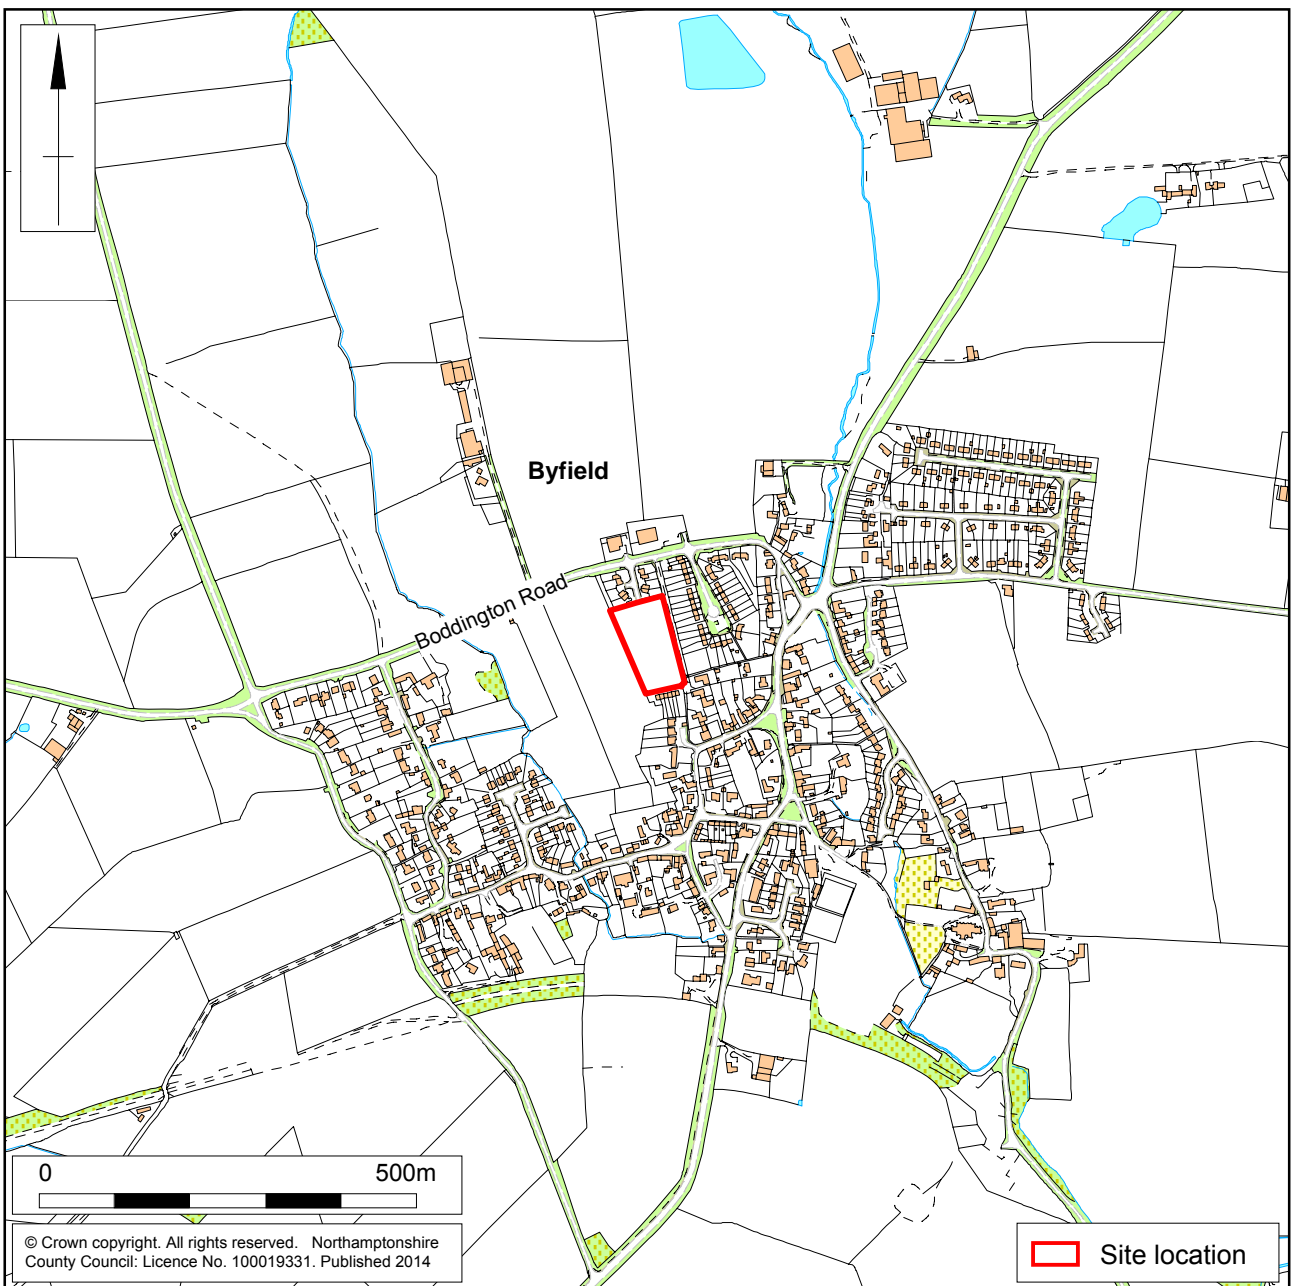 Byfield
Boddington Road
0 500m
© Crown copyright. All rights reserved. Northamptonshire
County Council: Licence No. 100019331. Published 2014
Site location